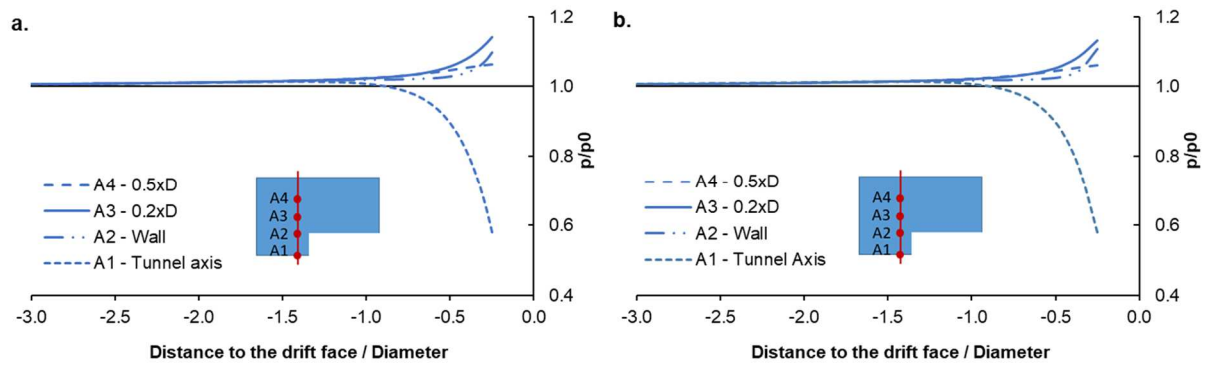 a.
1.2
1.0
0.8
0.6
0.4
p/p0
A4 - 0.5xD
A3 - 0.2xD
A2 - Wall
A1 - Tunnel axis
A4
A3
A2
A1
-3.0 -2.5 -2.0 -1.5 -1.0 -0.5 0.0
Distance to the drift face / Diameter
b.
1.2
1.0
0.8
0.6
0.4
p/p0
A4 - 0.5xD
A3 - 0.2xD
A2 - Wall
A1 - Tunnel Axis
A4
A3
A2
A1
-3.0 -2.5 -2.0 -1.5 -1.0 -0.5 0.0
Distance to the drift face / Diameter